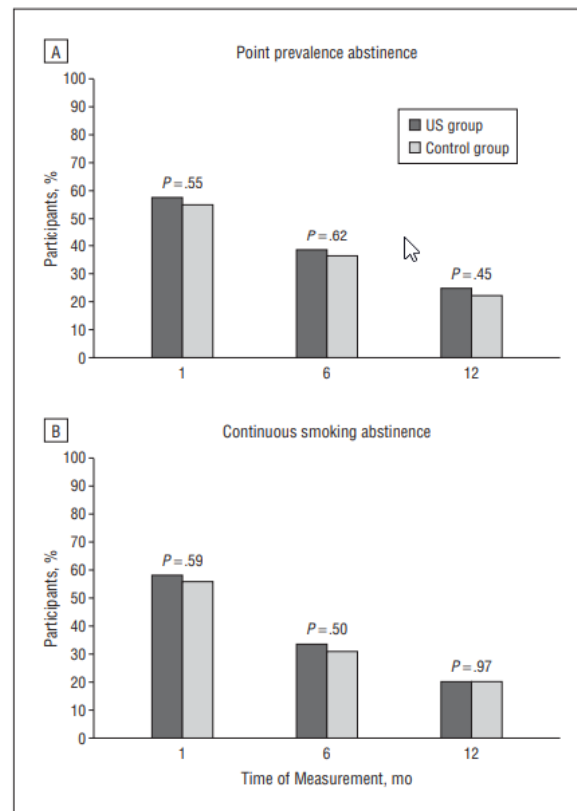 A
Point prevalence abstinence
100
90
80
70
60
50
40
30
20
10
0
Participants, %
US group
Control group
P = .55
P = .62
P = .45
1 6 12
B
Continuous smoking abstinence
100
90
80
70
60
50
40
30
20
10
0
Participants, %
P = .59
P = .50
P = .97
1 6 12
Time of Measurement, mo